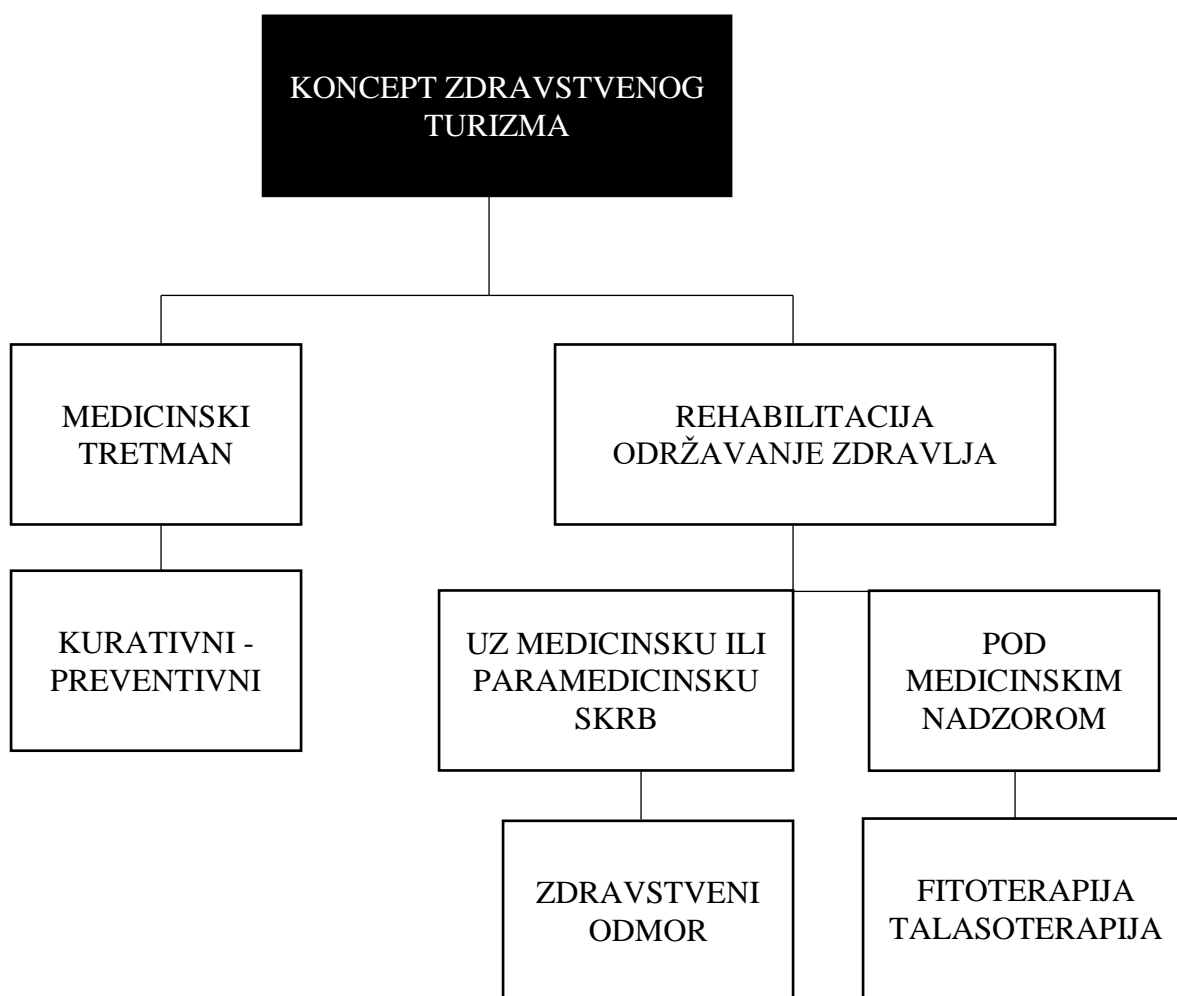 KONCEPT ZDRAVSTVENOG
TURIZMA
MEDICINSKI
TRETMAN
REHABILITACIJA
ODRŽAVANJE ZDRAVLJA
KURATIVNI -
PREVENTIVNI
UZ MEDICINSKU ILI
PARAMEDICINSKU
SKRB
POD
MEDICINSKIM
NADZOROM
ZDRAVSTVENI
ODMOR
FITOTERAPIJA
TALASOTERAPIJA